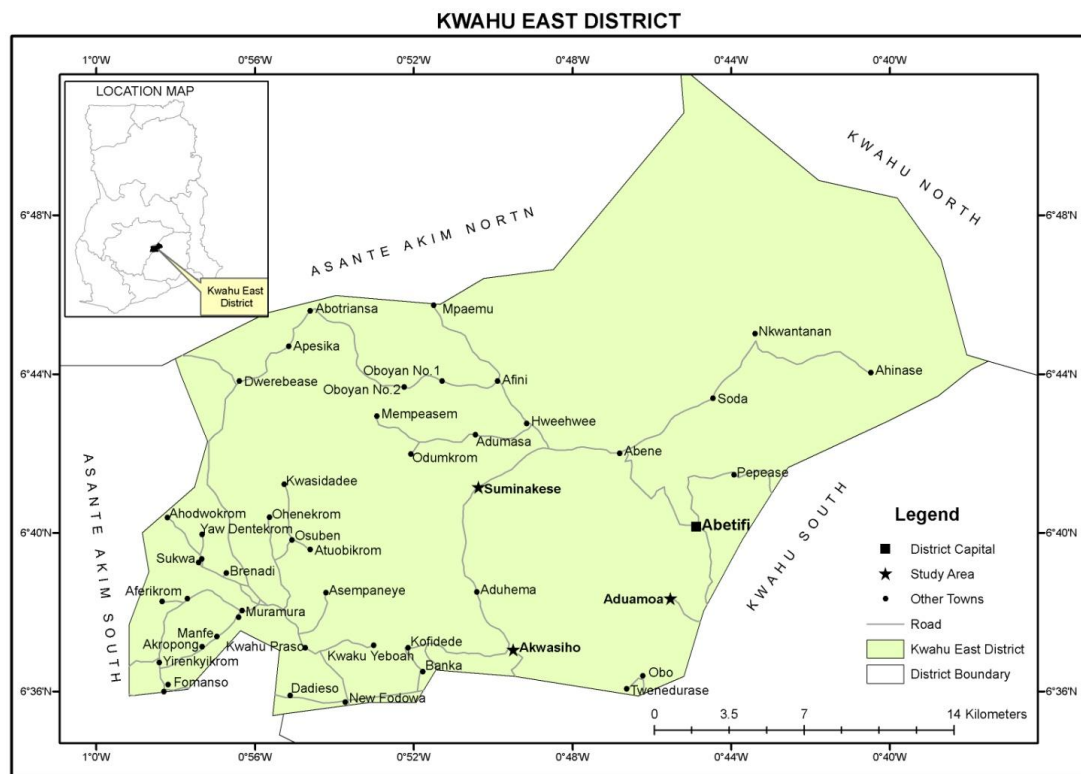 KWAHU EAST DISTRICT
1°0'W
0°56'W
0°52'W
0°48'W
0°44'W
0°40'W
LOCATION MAP
Kwahu East
District
KWAHU NORTH
6°48'N
6°48'N
ASANTE AKIM NORTN
Abotriansa
Mpaemu
Nkwantanan
Apesika
6°44'N
Dwerebease
Oboyan No.1
Oboyan No.2
Afini
Ahinase
6°44'N
Mempeasem
Hweehwee
Soda
Adumasa
Odumkrom
Abene
ASANTE AKIM SOUTH
Kwasidadee
Suminakese
Pepease
KWAHU SOUTH
Ahodwokrom
Ohenekrom
Yaw Dentekrom
6°40'N
Osuben
Abetifi
6°40'N
Atuobikrom
Sukwa
Brenadi
Aferikrom
Asempaneye
Aduhema
Aduamoa
Muramura
Manfe
Akropong
Kwahu Praso
Kwaku Yeboah
Kofidede
Akwasiho
Yirenkyikrom
Banka
Fomanso
Obo
6°36'N
Dadieso
New Fodowa
Twenedurase
6°36'N
Legend
District Capital
Study Area
Other Towns
Road
Kwahu East District
District Boundary
0 3.5 7 14 Kilometers
1°0'W
0°56'W
0°52'W
0°48'W
0°44'W
0°40'W